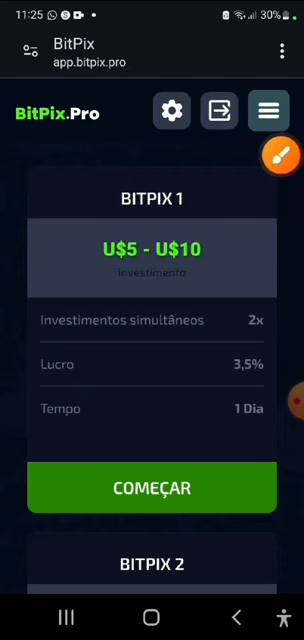 11:25
30%
BitPix
app.bitpix.pro
BitPix.Pro
BITPIX 1
U$5 - U$10
investimento
Investimentos simultâneos 2x
Lucro 3,5%
Tempo 1 Dia
COMEÇAR
BITPIX 2